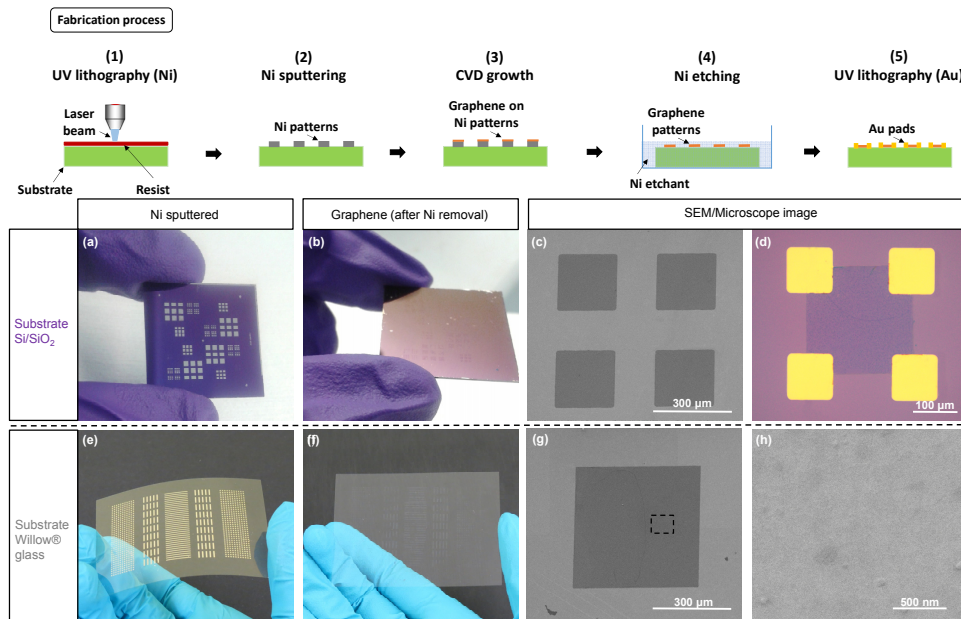 Fabrication process
(1)
UV lithography (Ni)
(2)
Ni sputtering
(3)
CVD growth
(4)
Ni etching
(5)
UV lithography (Au)
Laser
beam
Substrate
Resist
Ni patterns
Graphene on
Ni patterns
Graphene
patterns
Ni etchant
Au pads
Ni sputtered
Graphene (after Ni removal)
SEM/Microscope image
Substrate
Si/SiO₂
(a)
(b)
(c)
300 µm
(d)
100 µm
Substrate
Willow®
glass
(e)
(f)
(g)
300 µm
(h)
500 nm